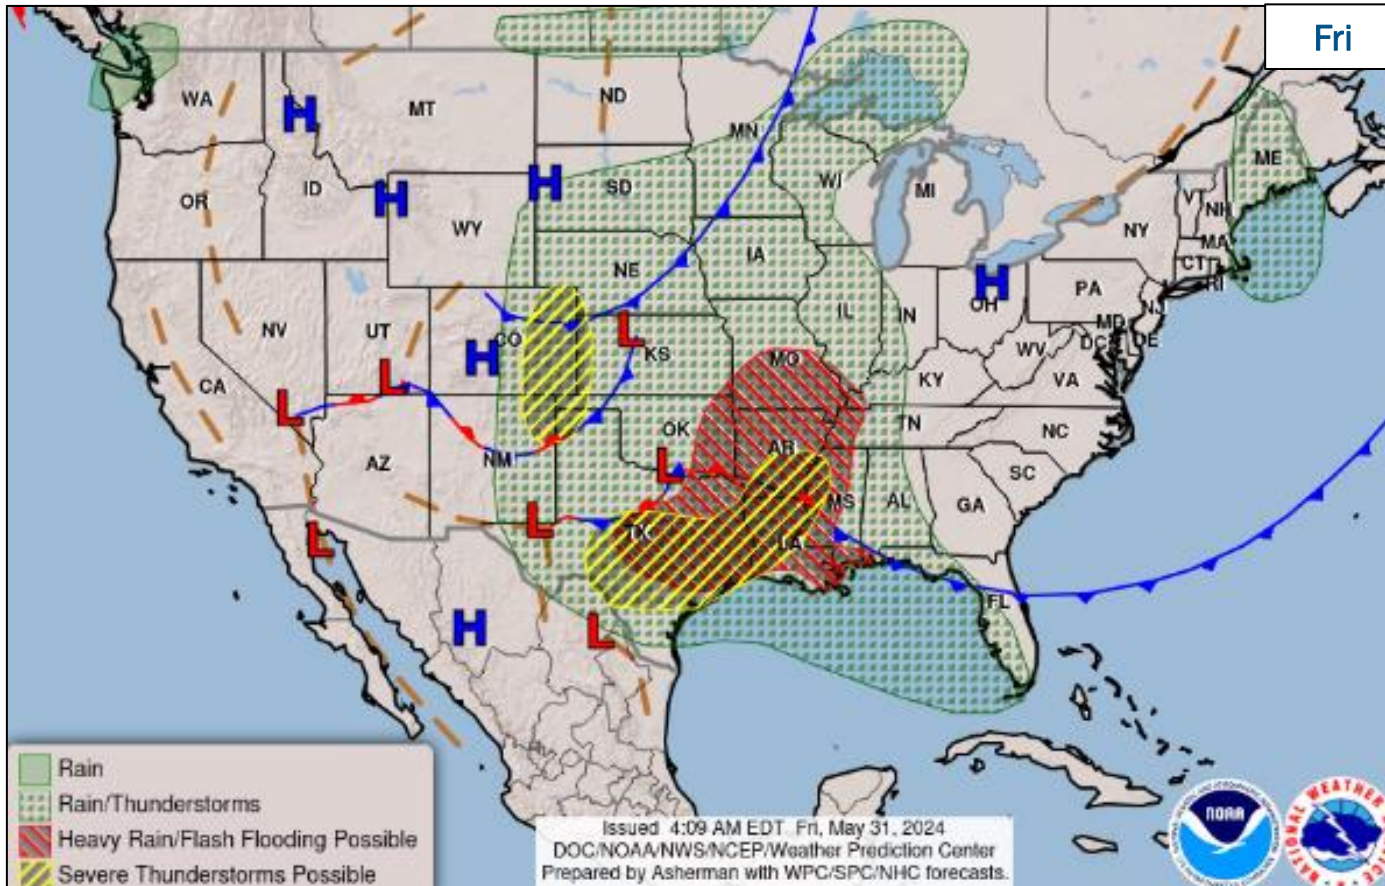 Fri
WA
MT
ND
MN
ME
OR
ID
SD
WI
MI
VT
NH
WY
NY
MA
CT
RI
NE
IA
PA
NJ
NV
UT
CO
IL
IN
OH
MD
DC
DE
KS
MO
WV
CA
KY
VA
AZ
NM
OK
AR
TN
NC
SC
TX
LA
MS
AL
GA
FL
H
H
H
H
H
H
L
L
L
L
L
L
L
Rain
Rain/Thunderstorms
Heavy Rain/Flash Flooding Possible
Severe Thunderstorms Possible
Issued 4:09 AM EDT Fri, May 31, 2024
DOC/NOAA/NWS/NCEP/Weather Prediction Center
Prepared by Asherman with WPC/SPC/NHC forecasts.
NOAA
NATIONAL WEATHER